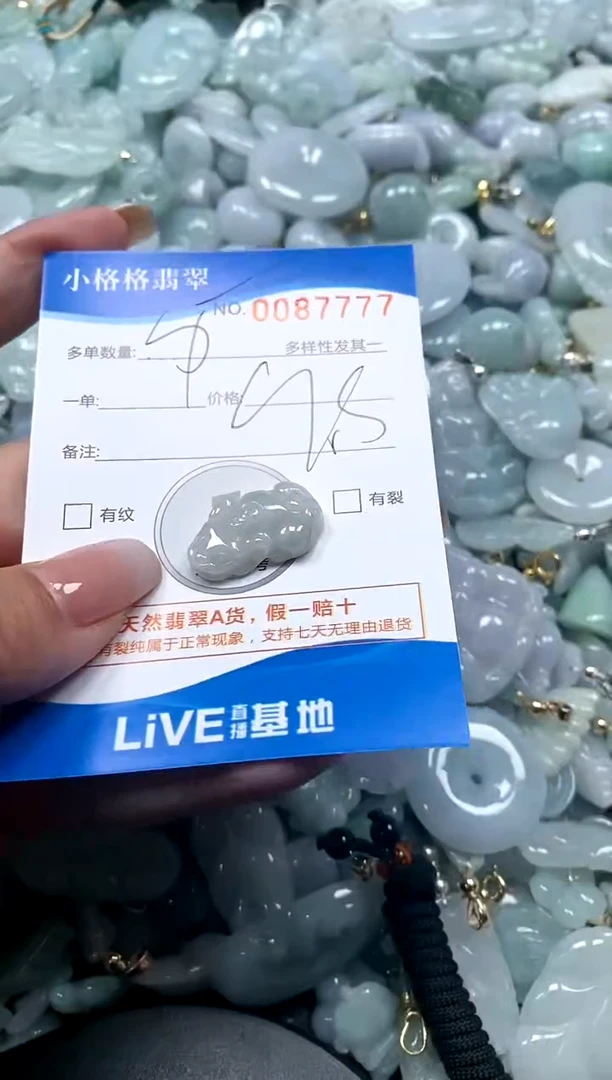 小格格翡翠
NO. 0087777
多单数量: 多样性发其一
一单: 价格
备注:
有纹
有裂
天然翡翠A货，假一赔十
有裂纯属于正常现象，支持七天无理由退货
LiVE直播基地